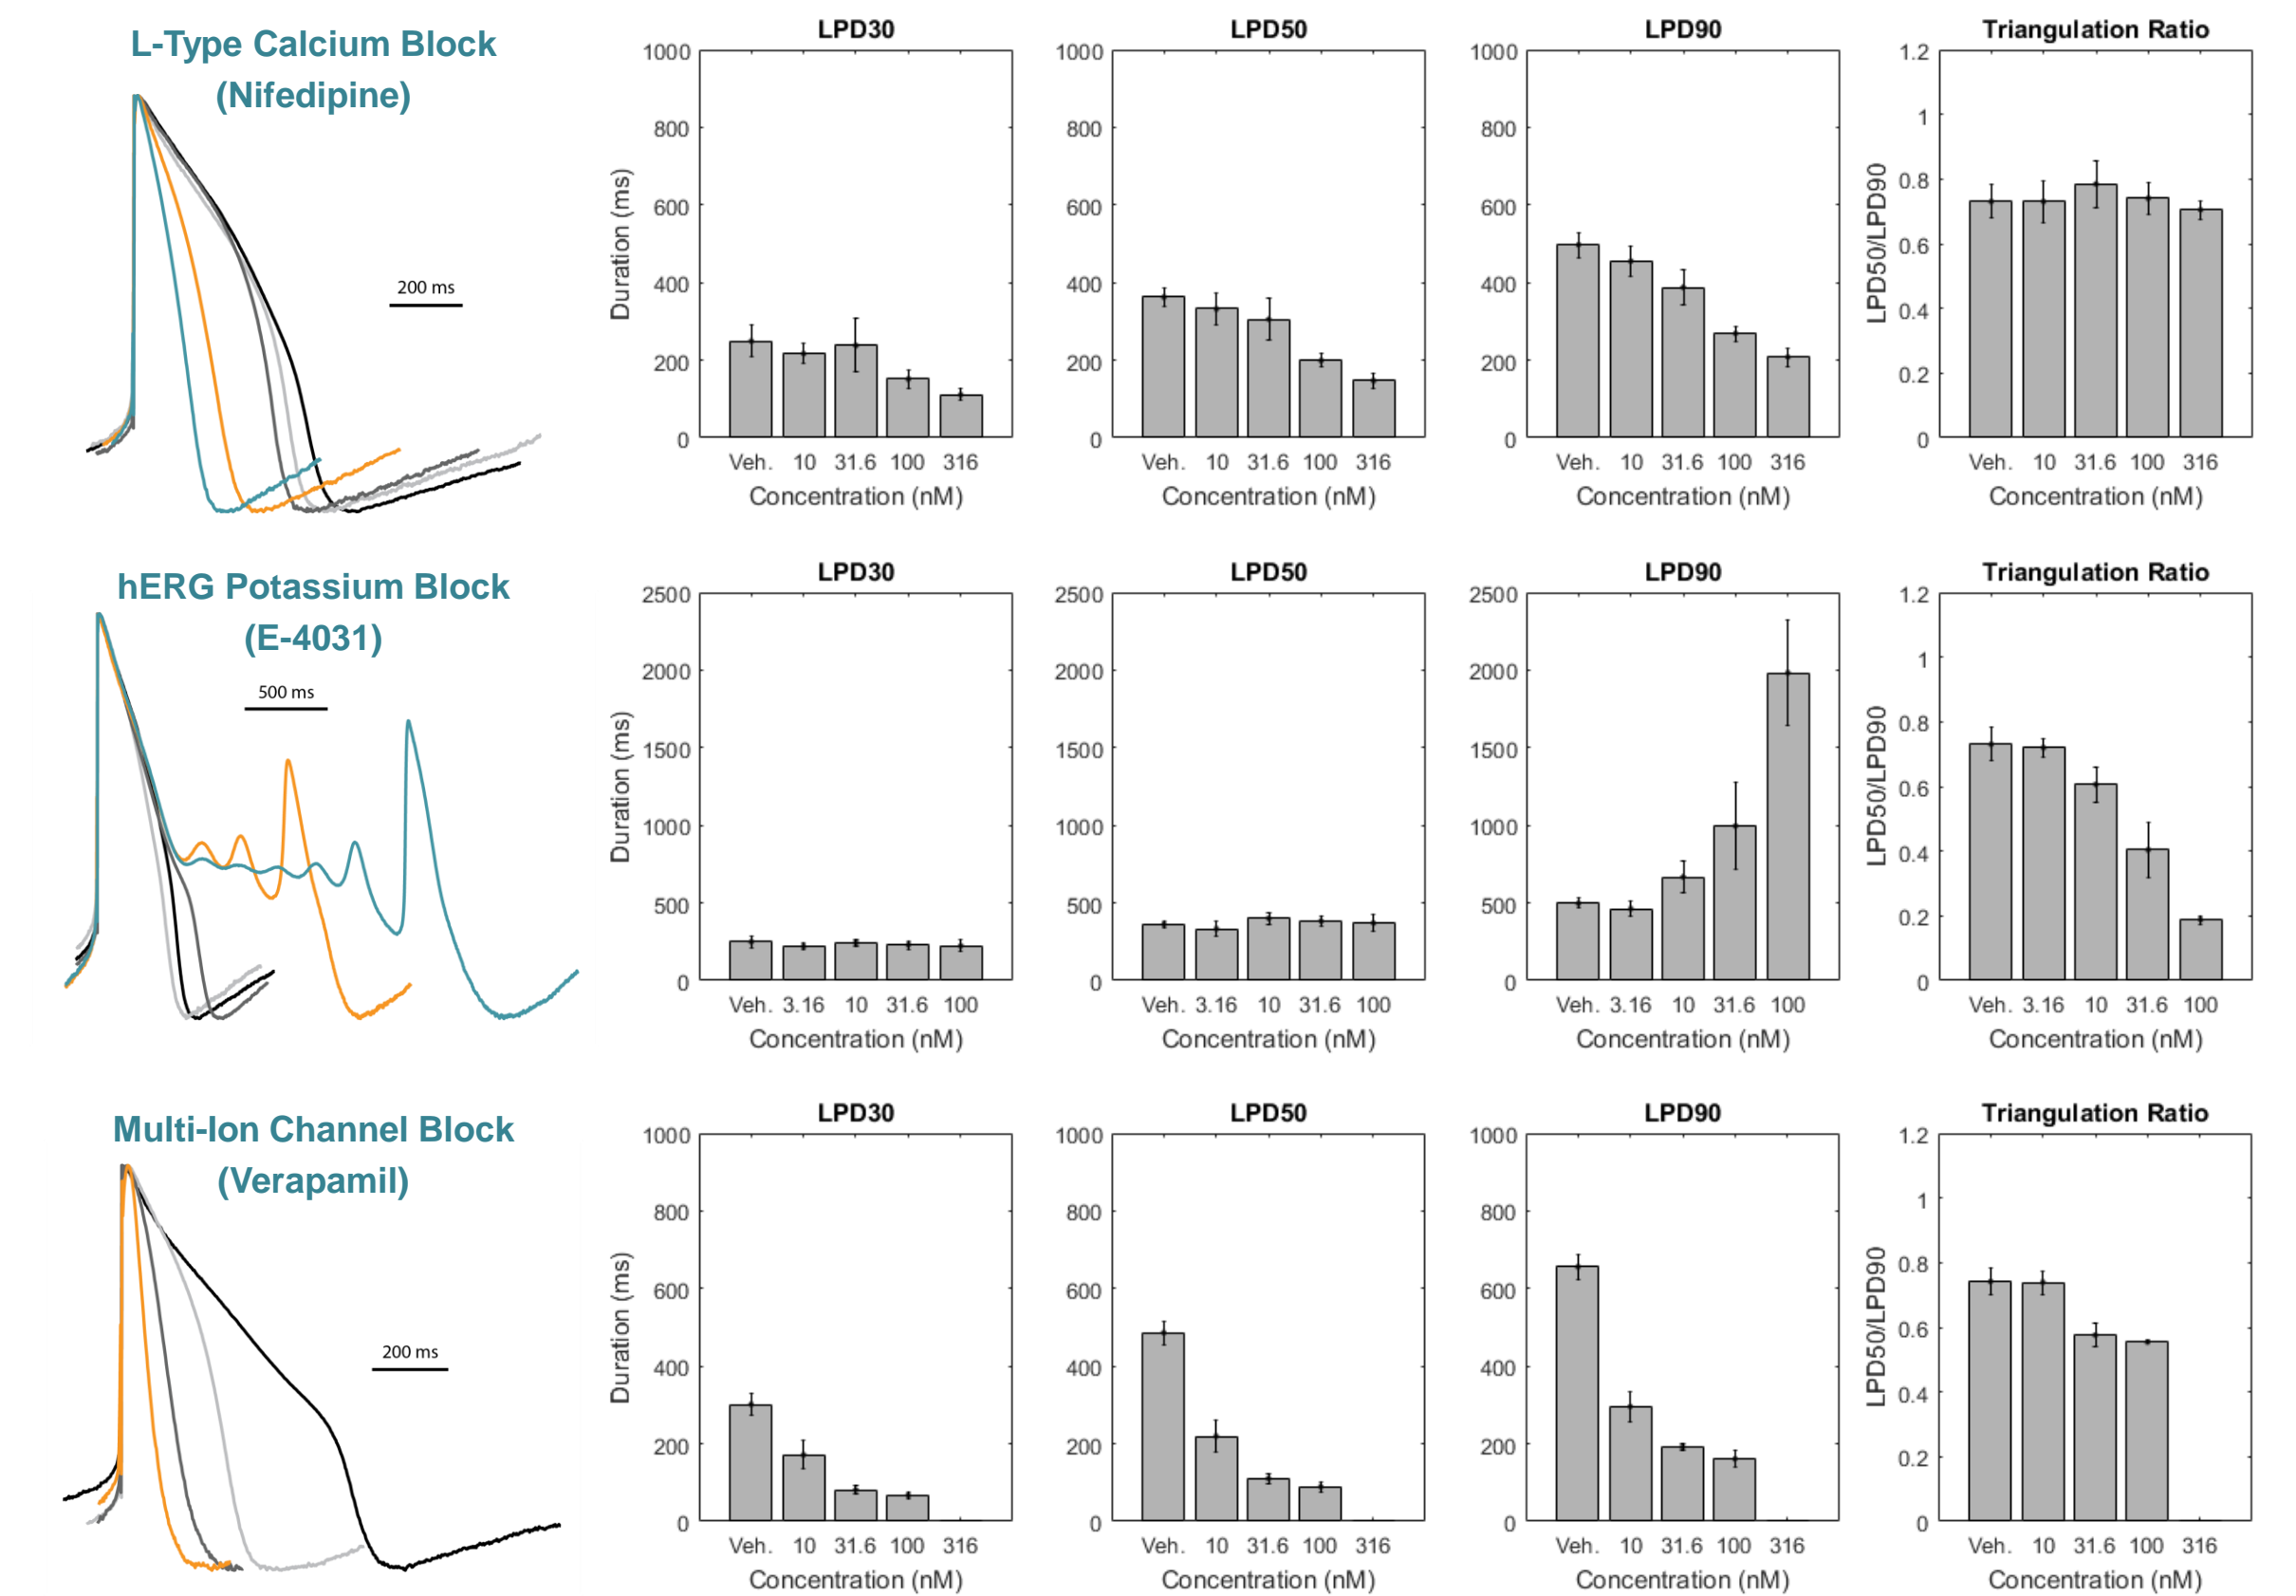 L-Type Calcium Block
(Nifedipine)
200 ms
LPD30
Duration (ms)
1000
800
600
400
200
0
Veh. 10 31.6 100 316
Concentration (nM)
LPD50
1000
800
600
400
200
0
Veh. 10 31.6 100 316
Concentration (nM)
LPD90
1000
800
600
400
200
0
Veh. 10 31.6 100 316
Concentration (nM)
Triangulation Ratio
LPD50/LPD90
1.2
1
0.8
0.6
0.4
0.2
0
Veh. 10 31.6 100 316
Concentration (nM)
hERG Potassium Block
(E-4031)
500 ms
LPD30
Duration (ms)
2500
2000
1500
1000
500
0
Veh. 3.16 10 31.6 100
Concentration (nM)
LPD50
2500
2000
1500
1000
500
0
Veh. 3.16 10 31.6 100
Concentration (nM)
LPD90
2500
2000
1500
1000
500
0
Veh. 3.16 10 31.6 100
Concentration (nM)
Triangulation Ratio
LPD50/LPD90
1.2
1
0.8
0.6
0.4
0.2
0
Veh. 3.16 10 31.6 100
Concentration (nM)
Multi-Ion Channel Block
(Verapamil)
200 ms
LPD30
Duration (ms)
1000
800
600
400
200
0
Veh. 10 31.6 100 316
Concentration (nM)
LPD50
1000
800
600
400
200
0
Veh. 10 31.6 100 316
Concentration (nM)
LPD90
1000
800
600
400
200
0
Veh. 10 31.6 100 316
Concentration (nM)
Triangulation Ratio
LPD50/LPD90
1.2
1
0.8
0.6
0.4
0.2
0
Veh. 10 31.6 100 316
Concentration (nM)